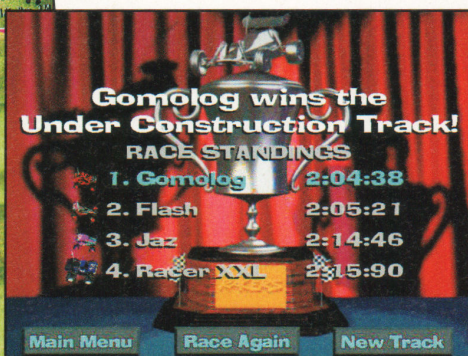 Gomolog wins the
Under Construction Track!
RACE STANDINGS
1. Gomolog 2:04:38
2. Flash 2:05:21
3. Jaz 2:14:46
4. Racer XXL 2:15:90
RACERS
Main Menu Race Again New Track